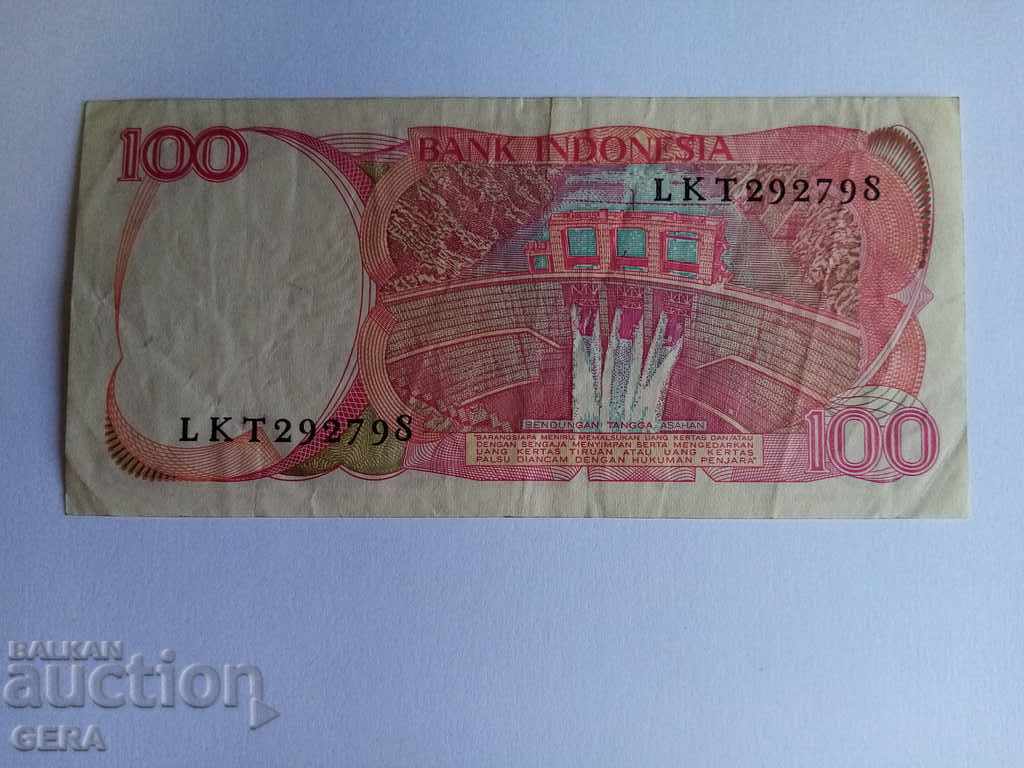 100
BANK INDONESIA
LKT292798
LKT292798
BENDUNGAN TANGGA ASAHAN
"BARANGSIAPA MENIRU, MEMALSUKAN UANG KERTAS DAN/ATAU
DENGAN SENGAJA MENYIMPAN SERTA MENGEDARKAN
UANG KERTAS TIRUAN ATAU UANG KERTAS
PALSU DIANCAM DENGAN HUKUMAN PENJARA"
100
BALKAN
auction
GERA